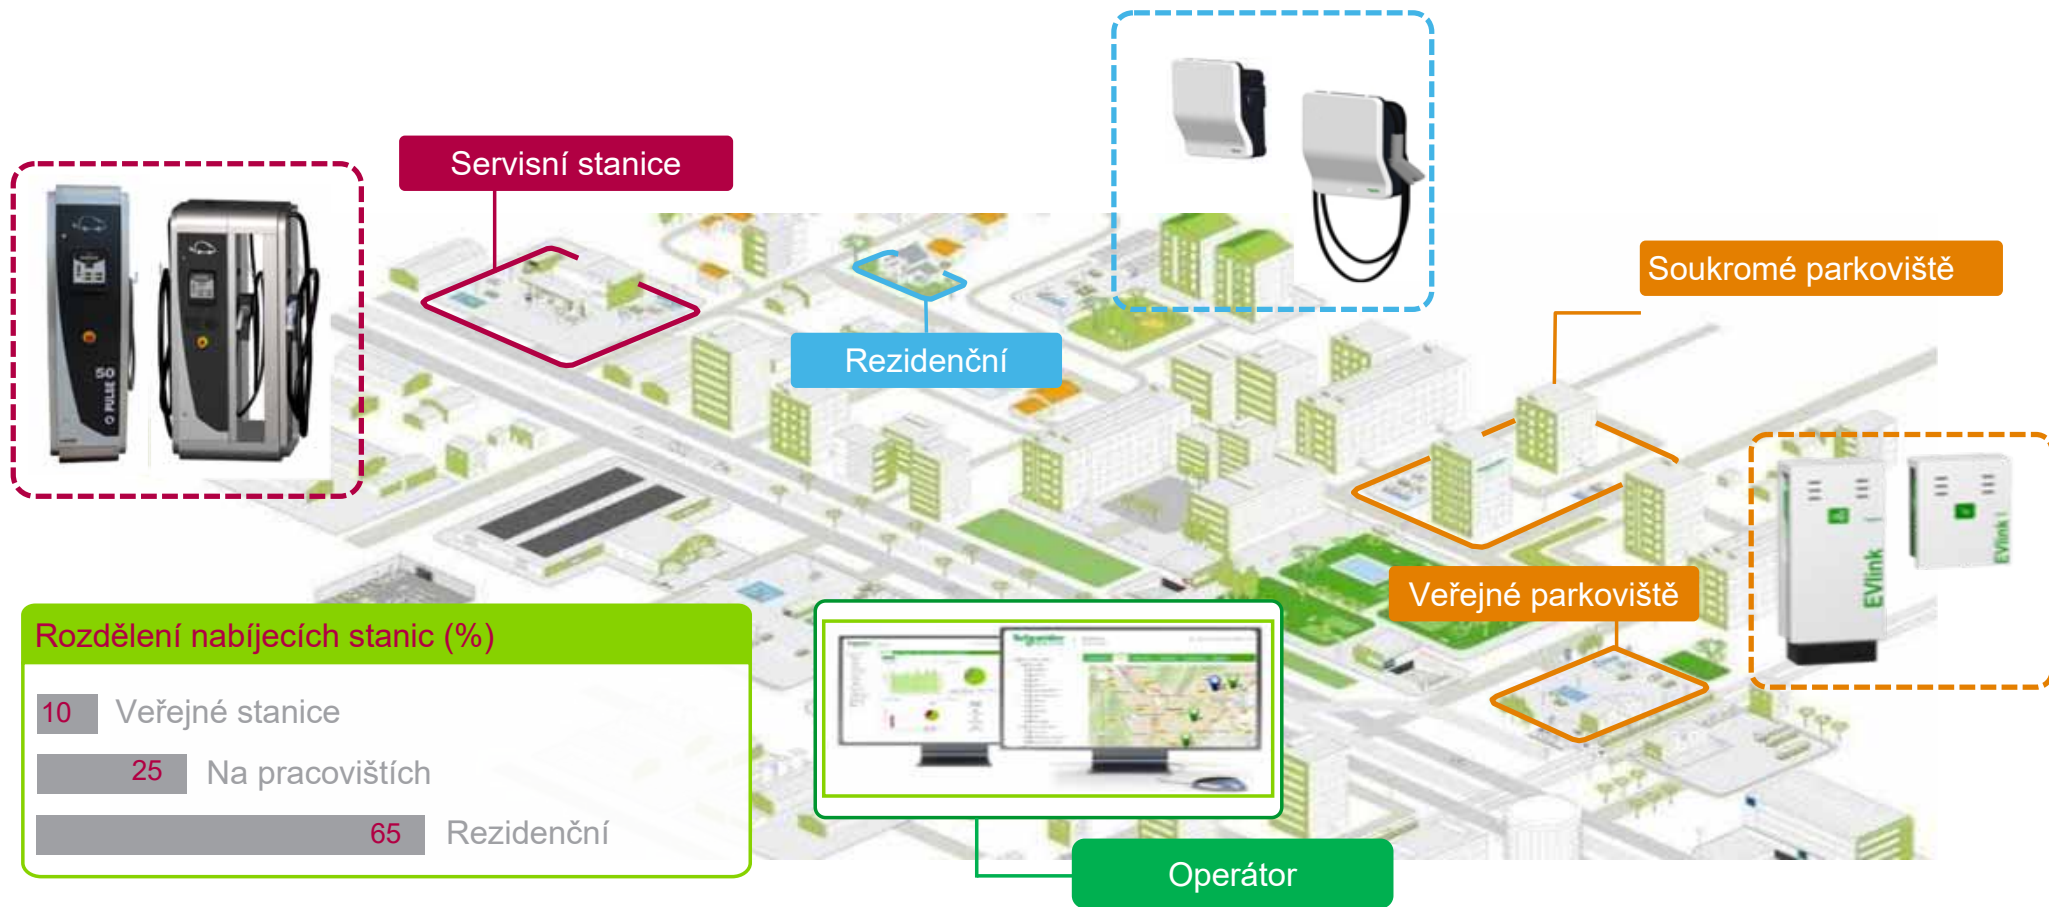 Servisní stanice
Soukromé parkoviště
Rezidenční
50
PULSE
EVlink
EVlink
Veřejné parkoviště
Rozdělení nabíjecích stanic (%)
10 Veřejné stanice
25 Na pracovištích
65 Rezidenční
Schneider
Operátor